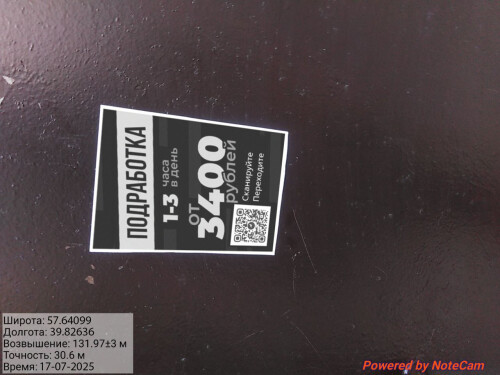 ПОДРАБОТКА
1-3 часа
в день
от
3400
рублей
Сканируйте
Переходите
Широта: 57.64099
Долгота: 39.82636
Возвышение: 131.97±3 м
Точность: 30.6 м
Время: 17-07-2025
Powered by NoteCam